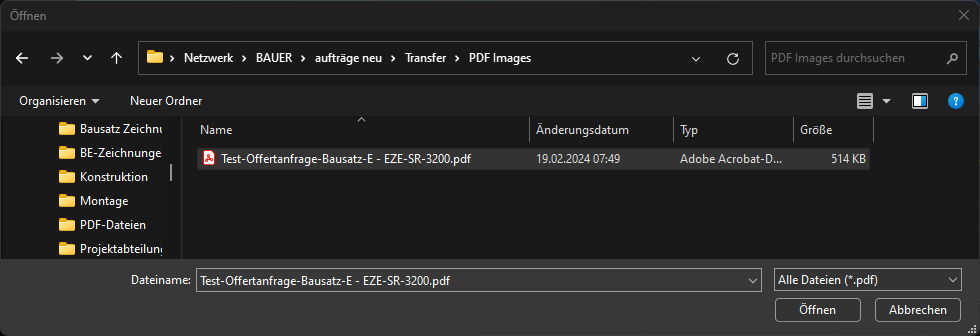 Öffnen
Netzwerk > BAUER > aufträge neu > Transfer > PDF Images
PDF Images durchsuchen
Organisieren
Neuer Ordner
Name Änderungsdatum Typ Größe
Test-Offertanfrage-Bausatz-E - EZE-SR-3200.pdf 19.02.2024 07:49 Adobe Acrobat-D... 514 KB
Bausatz Zeichnu
BE-Zeichnunge
Konstruktion
Montage
PDF-Dateien
Projektabteilung
Dateiname: Test-Offertanfrage-Bausatz-E - EZE-SR-3200.pdf Alle Dateien (*.pdf)
Öffnen Abbrechen